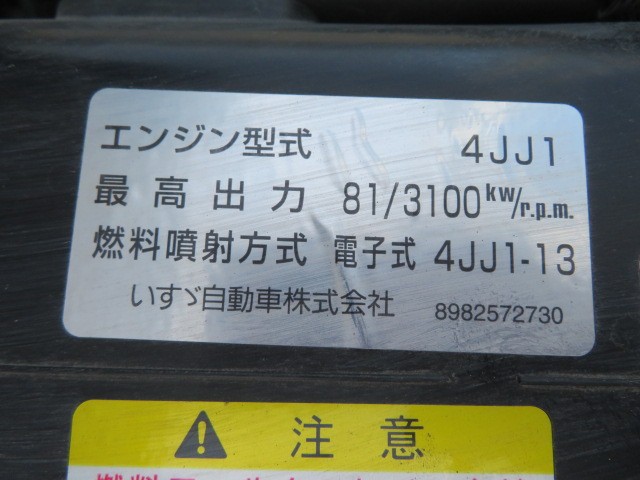 エンジン型式 4JJ1
最高出力 81/3100kw/r.p.m.
燃料噴射方式 電子式 4JJ1-13
いすゞ自動車株式会社 8982572730
⚠ 注意